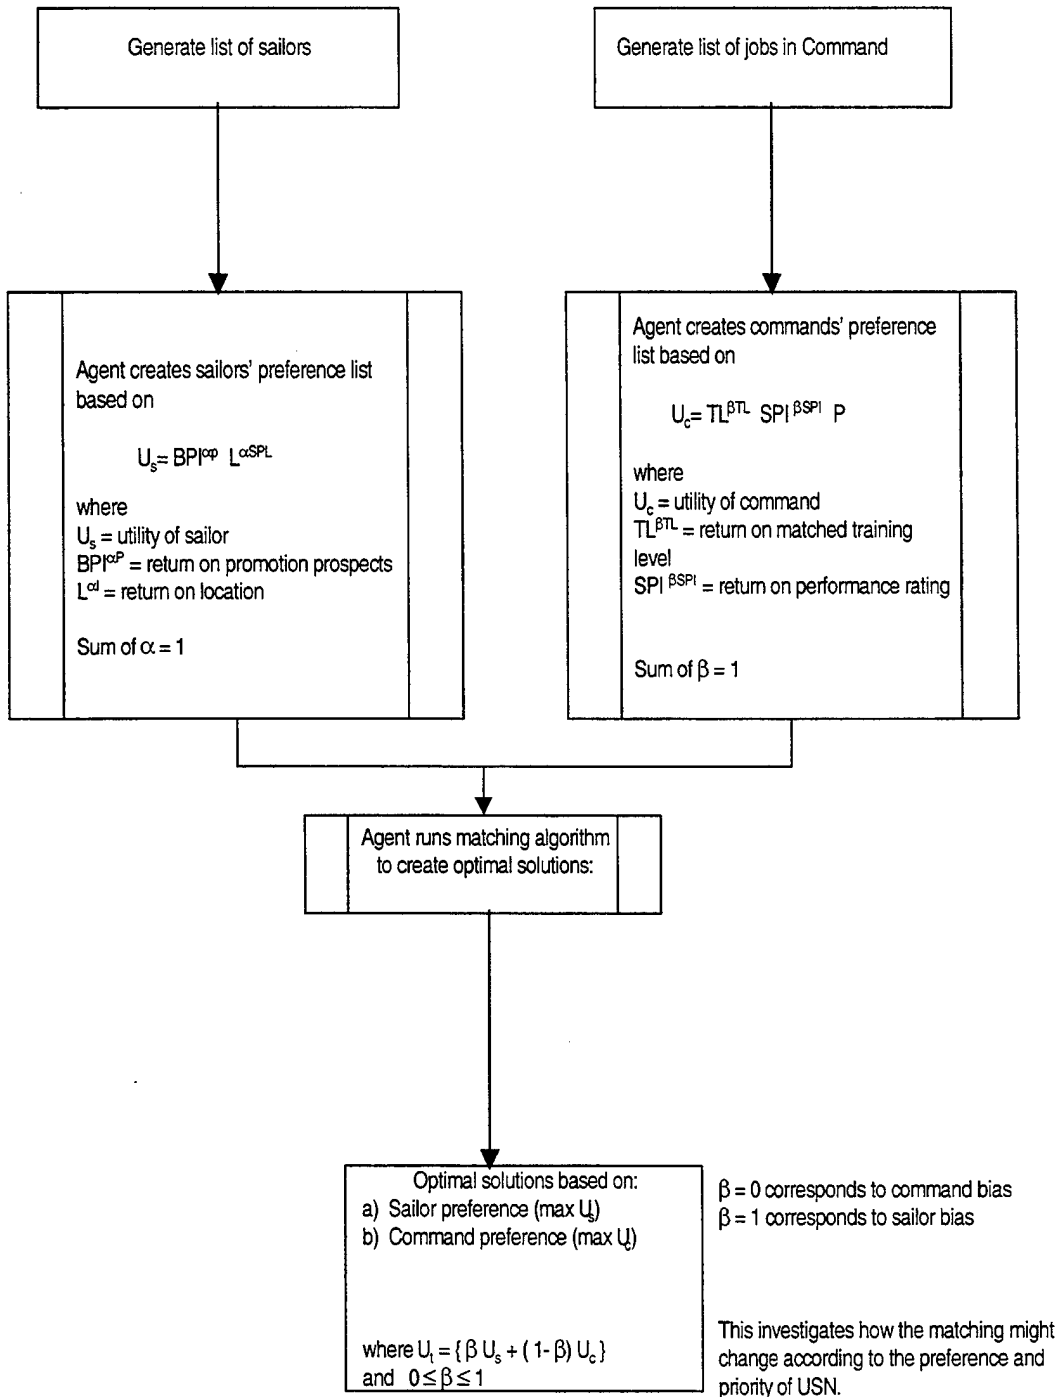 Generate list of sailors
Generate list of jobs in Command
Agent creates sailors' preference list
based on
U_s= BPI^αp L^αSPL
where
U_s = utility of sailor
BPI^αP = return on promotion prospects
L^αl = return on location
Sum of α = 1
Agent creates commands' preference
list based on
U_c= TL^βTL SPI^βSPI P
where
U_c = utility of command
TL^βTL = return on matched training
level
SPI^βSPI = return on performance rating
Sum of β = 1
Agent runs matching algorithm
to create optimal solutions:
Optimal solutions based on:
a) Sailor preference (max U_s)
b) Command preference (max U_c)
where U_t = { β U_s + ( 1- β) U_c }
and 0 ≤ β ≤ 1
β = 0 corresponds to command bias
β = 1 corresponds to sailor bias
This investigates how the matching might
change according to the preference and
priority of USN.